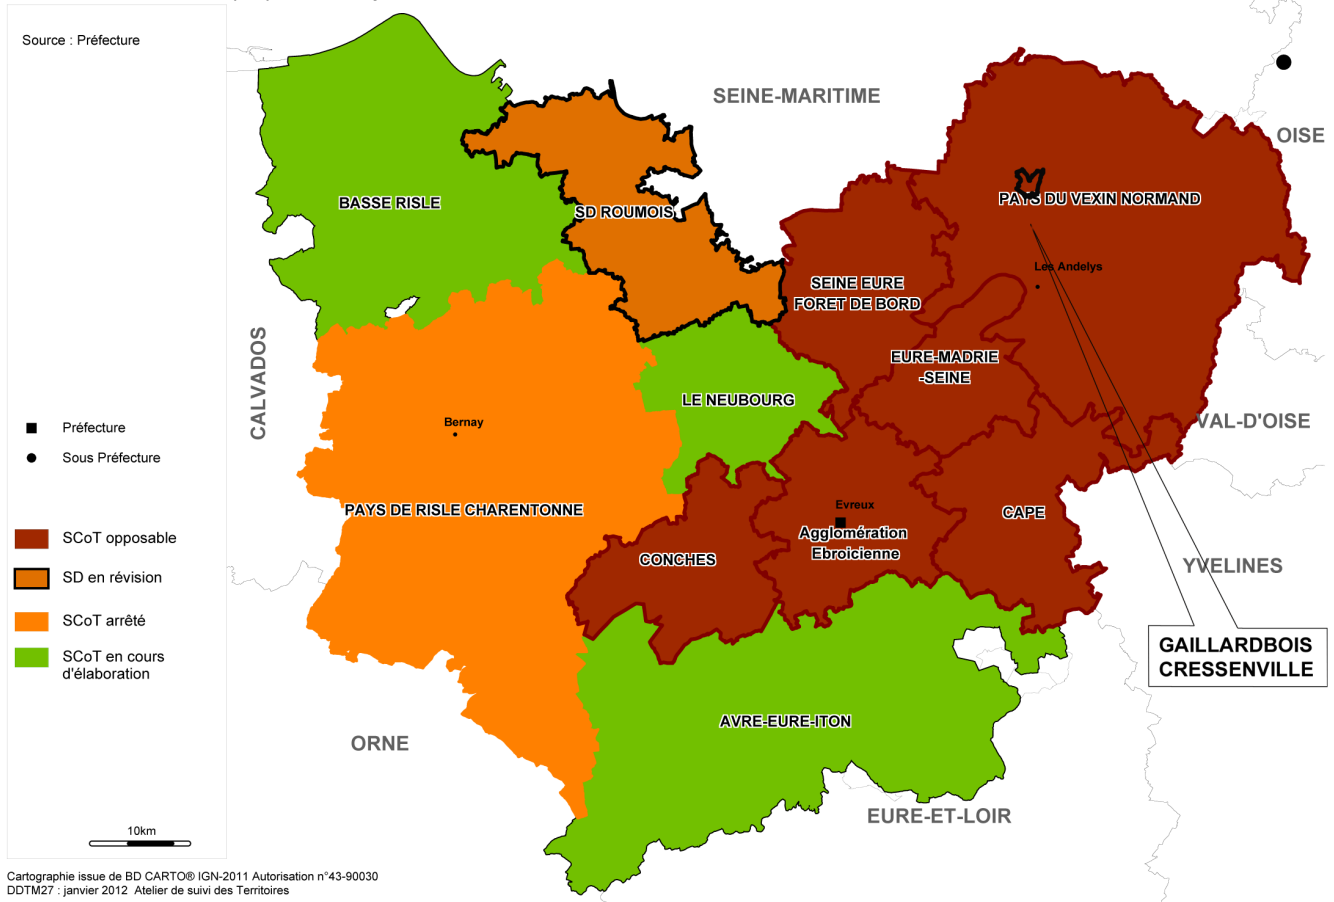 Source : Préfecture
SEINE-MARITIME
OISE
BASSE RISLE
SD ROUMOIS
PAYS DU VEXIN NORMAND
Les Andelys
SEINE EURE
FORET DE BORD
EURE-MADRIE
-SEINE
CALVADOS
LE NEUBOURG
VAL-D'OISE
Bernay
Préfecture
Sous Préfecture
PAYS DE RISLE CHARENTONNE
Evreux
Agglomération
Ebroicienne
CAPE
CONCHES
YVELINES
SCoT opposable
SD en révision
SCoT arrêté
SCoT en cours
d'élaboration
GAILLARDBOIS
CRESSENVILLE
AVRE-EURE-ITON
ORNE
EURE-ET-LOIR
10km
Cartographie issue de BD CARTO® IGN-2011 Autorisation n°43-90030
DDTM27 : janvier 2012 Atelier de suivi des Territoires